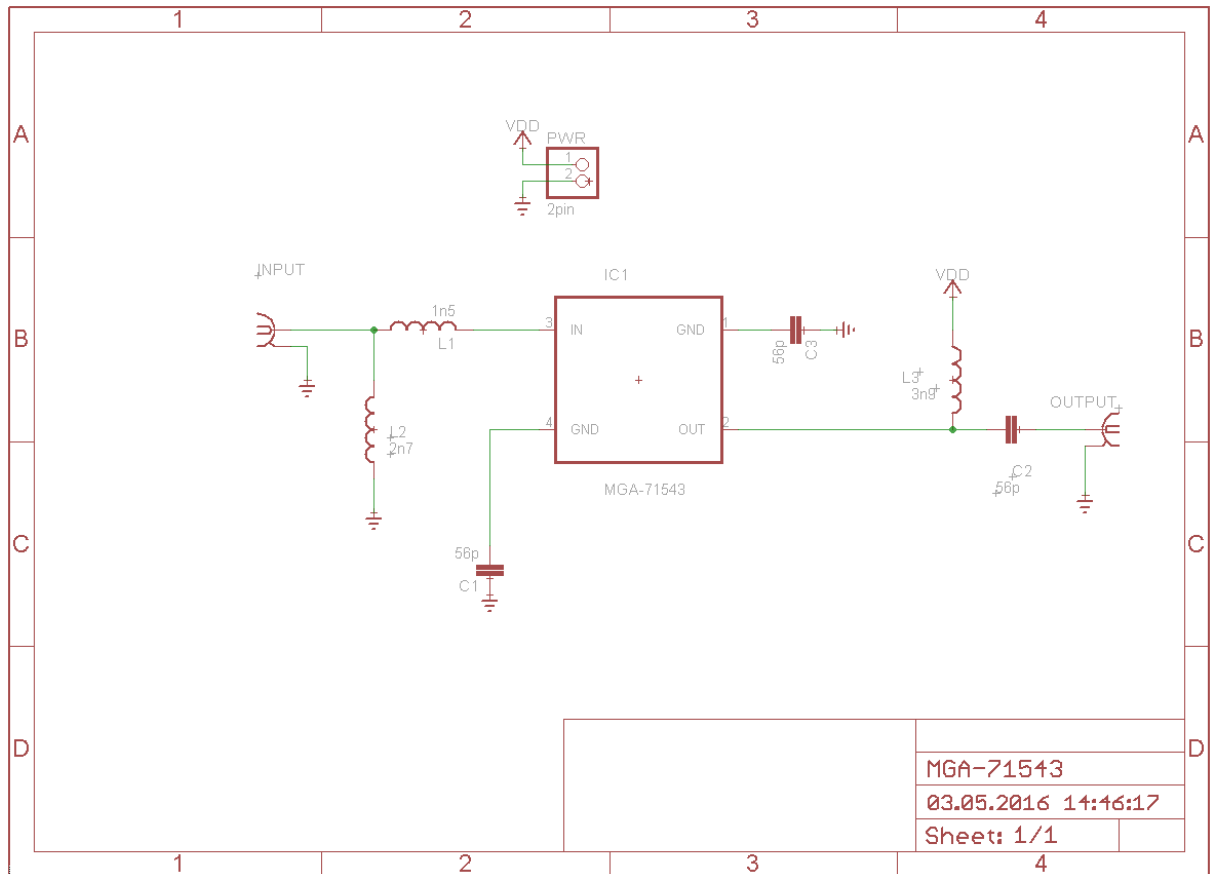 1 2 3 4
A A
VDD
PWR
1
2
2pin
INPUT
IC1
VDD
1n5
L1
3 IN
GND 1
56p
C3
L3
3n9
OUTPUT
B B
L2
2n7
4 GND
OUT 2
C2
56p
MGA-71543
56p
C1
C C
D D
MGA-71543
03.05.2016 14:46:17
Sheet: 1/1
1 2 3 4